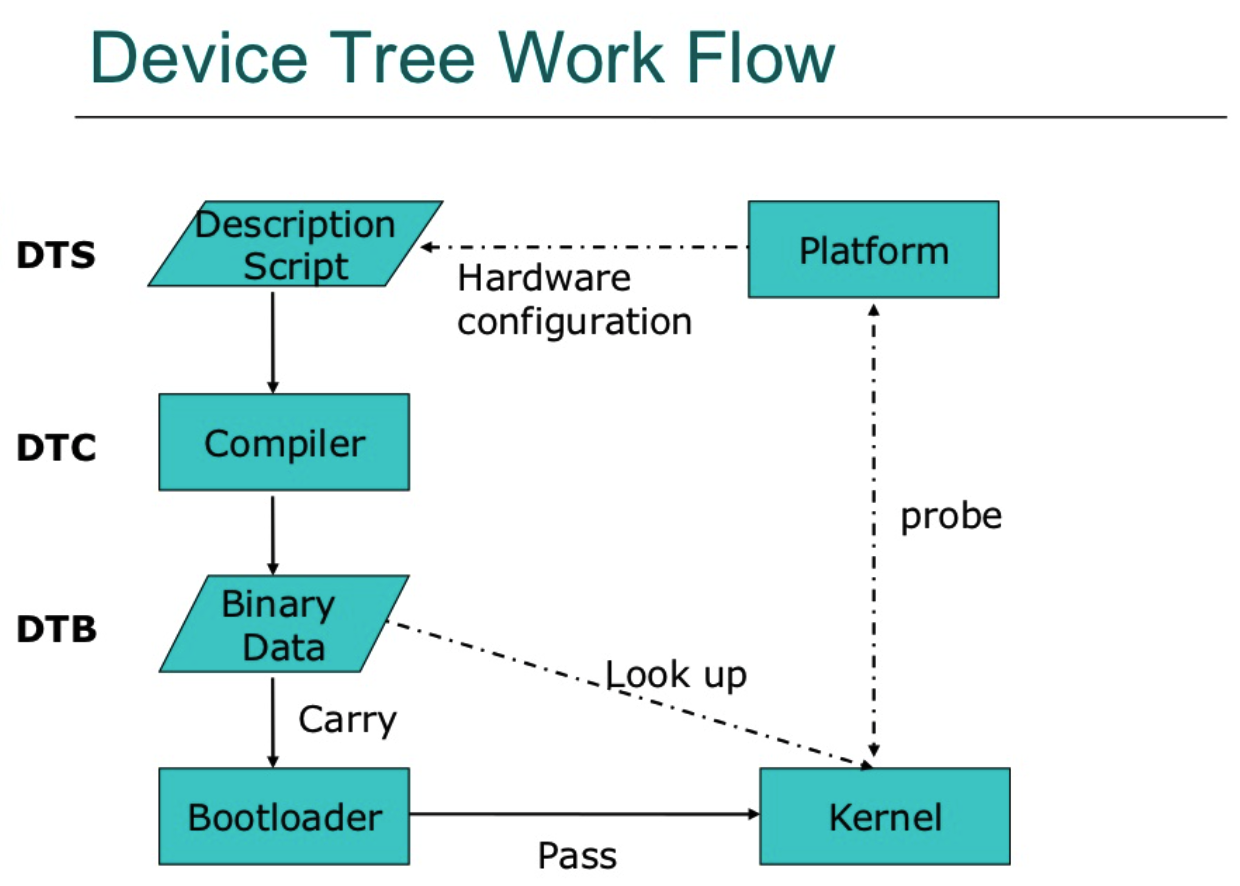 Device Tree Work Flow
DTS
Description
Script
Platform
Hardware
configuration
DTC
Compiler
probe
DTB
Binary
Data
Look up
Carry
Bootloader
Kernel
Pass